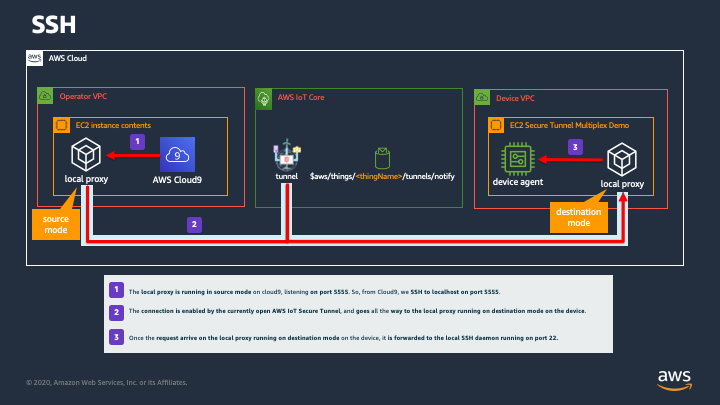 SSH
aws
AWS Cloud
Operator VPC
AWS IoT Core
Device VPC
EC2 instance contents
EC2 Secure Tunnel Multiplex Demo
1
9
3
local proxy
AWS Cloud9
tunnel
$aws/things/<thingName>/tunnels/notify
device agent
local proxy
source
mode
destination
mode
2
1 The local proxy is running in source mode on cloud9, listening on port 5555. So, from Cloud9, we SSH to localhost on port 5555.
2 The connection is enabled by the currently open AWS IoT Secure Tunnel, and goes all the way to the local proxy running on destination mode on the device.
3 Once the request arrive on the local proxy running on destination mode on the device, it is forwarded to the local SSH daemon running on port 22.
© 2020, Amazon Web Services, Inc. or its Affiliates.
aws